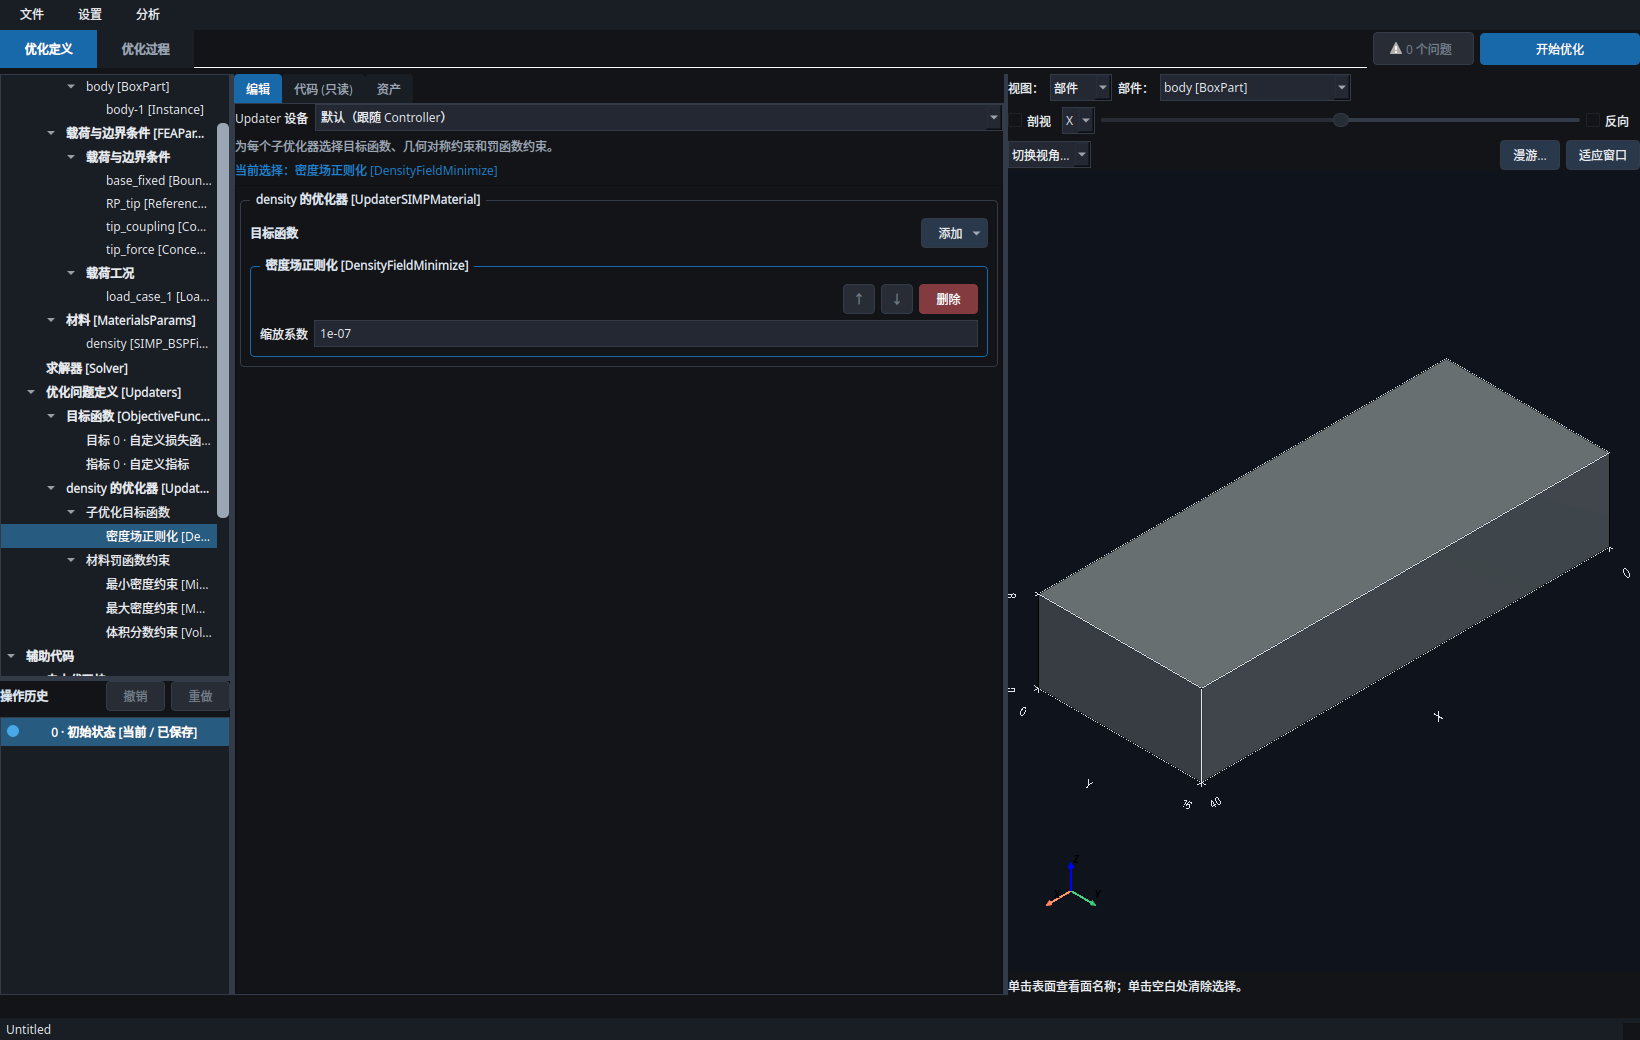 文件 设置 分析
优化定义 优化过程
0 个问题 开始优化
body [BoxPart]
body-1 [Instance]
载荷与边界条件 [FEAPar...
载荷与边界条件
base_fixed [Boun...
RP_tip [Referenc...
tip_coupling [Co...
tip_force [Conce...
载荷工况
load_case_1 [Loa...
材料 [MaterialsParams]
density [SIMP_BSPFi...
求解器 [Solver]
优化问题定义 [Updaters]
目标函数 [ObjectiveFunc...
目标 0 · 自定义损失函...
指标 0 · 自定义指标
density 的优化器 [Updat...
子优化目标函数
密度场正则化 [De...
材料罚函数约束
最小密度约束 [Mi...
最大密度约束 [M...
体积分数约束 [Vol...
辅助代码
操作历史 撤销 重做
0 · 初始状态 [当前 / 已保存]
编辑 代码 (只读) 资产
Updater 设备 默认（跟随 Controller）
为每个子优化器选择目标函数、几何对称约束和罚函数约束。
当前选择：密度场正则化 [DensityFieldMinimize]
density 的优化器 [UpdaterSIMPMaterial]
目标函数 添加
密度场正则化 [DensityFieldMinimize]
↑ ↓ 删除
缩放系数 1e-07
视图： 部件 部件： body [BoxPart]
剖视 X 反向
切换视角... 漫游... 适应窗口
0
0
X
Y
15 40
Z
单击表面查看面名称；单击空白处清除选择。
Untitled